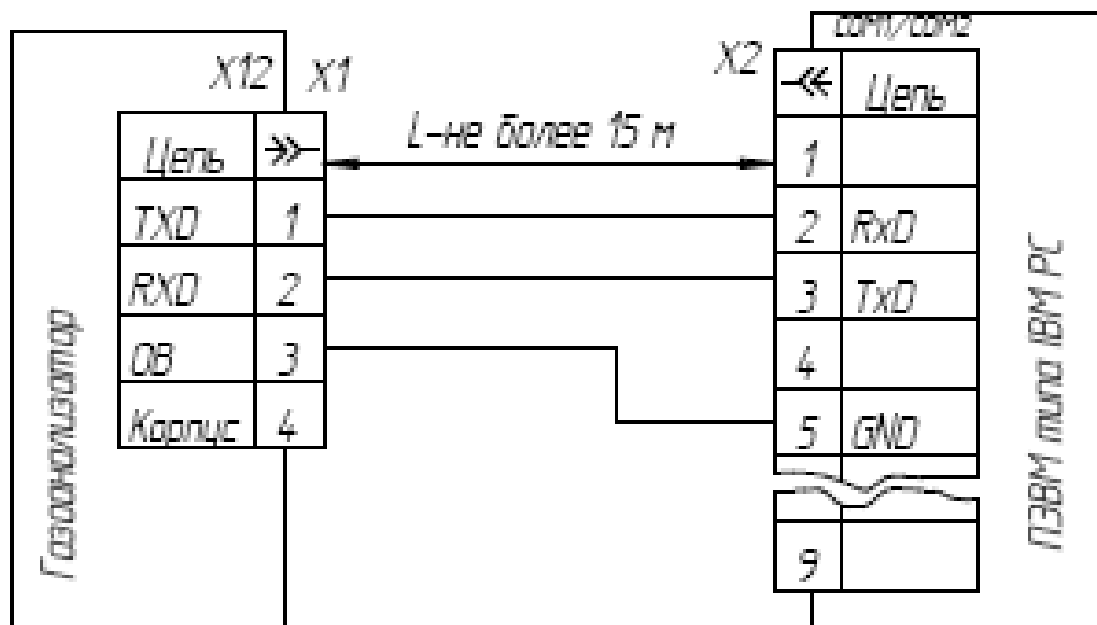 COM1/COM2
X12 X1
X2
Цепь
L-не более 15 м
Цепь
1
TXD 1
2 RxD
RXD 2
3 TxD
0В 3
4
Корпус 4
5 GND
9
Газоанализатор
ПЭВМ типа IBM PC